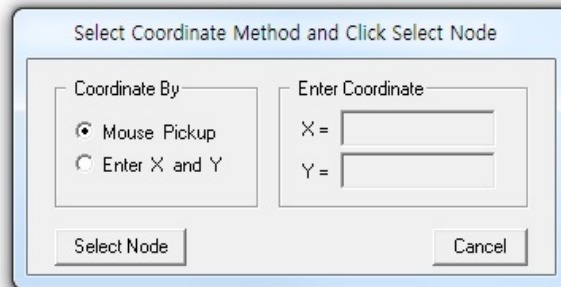 Select Coordinate Method and Click Select Node
Coordinate By
Mouse Pickup
Enter X and Y
Enter Coordinate
X =
Y =
Select Node
Cancel